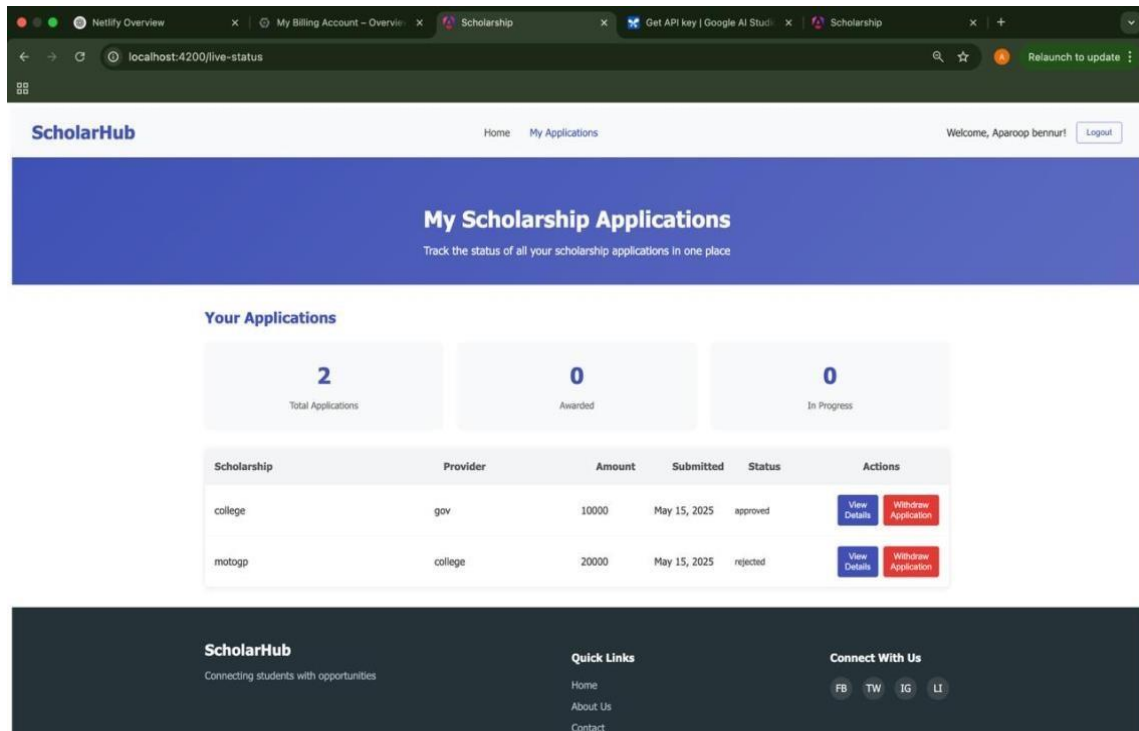 Netlify Overview
My Billing Account – Overvie
Scholarship
Get API key | Google AI Studi
Scholarship
localhost:4200/live-status
Relaunch to update
ScholarHub
Home
My Applications
Welcome, Aparoop bennur!
Logout
My Scholarship Applications
Track the status of all your scholarship applications in one place
Your Applications
2
Total Applications
0
Awarded
0
In Progress
Scholarship Provider Amount Submitted Status Actions
college gov 10000 May 15, 2025 approved View Details Withdraw Application
motogp college 20000 May 15, 2025 rejected View Details Withdraw Application
ScholarHub
Connecting students with opportunities
Quick Links
Home
About Us
Contact
Connect With Us
FB TW IG LI